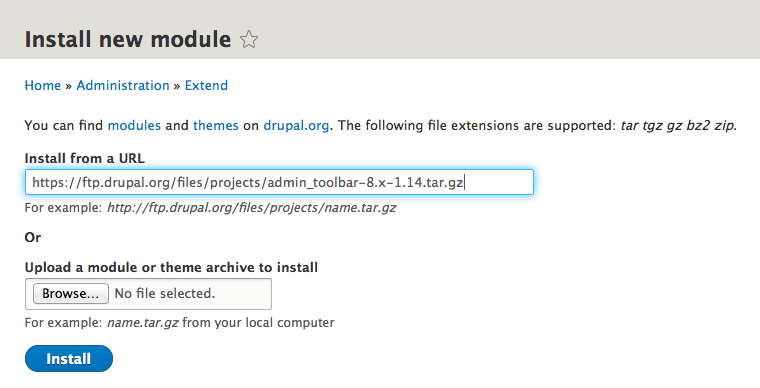 Install new module
Home » Administration » Extend
You can find modules and themes on drupal.org. The following file extensions are supported: tar tgz gz bz2 zip.
Install from a URL
https://ftp.drupal.org/files/projects/admin_toolbar-8.x-1.14.tar.gz
For example: http://ftp.drupal.org/files/projects/name.tar.gz
Or
Upload a module or theme archive to install
Browse... No file selected.
For example: name.tar.gz from your local computer
Install